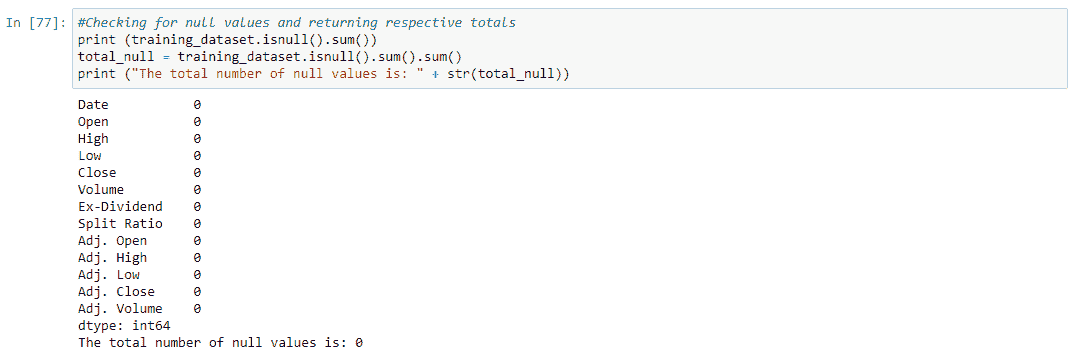 In [77]: #Checking for null values and returning respective totals
print (training_dataset.isnull().sum())
total_null = training_dataset.isnull().sum().sum()
print ("The total number of null values is: " + str(total_null))
Date 0
Open 0
High 0
Low 0
Close 0
Volume 0
Ex-Dividend 0
Split Ratio 0
Adj. Open 0
Adj. High 0
Adj. Low 0
Adj. Close 0
Adj. Volume 0
dtype: int64
The total number of null values is: 0